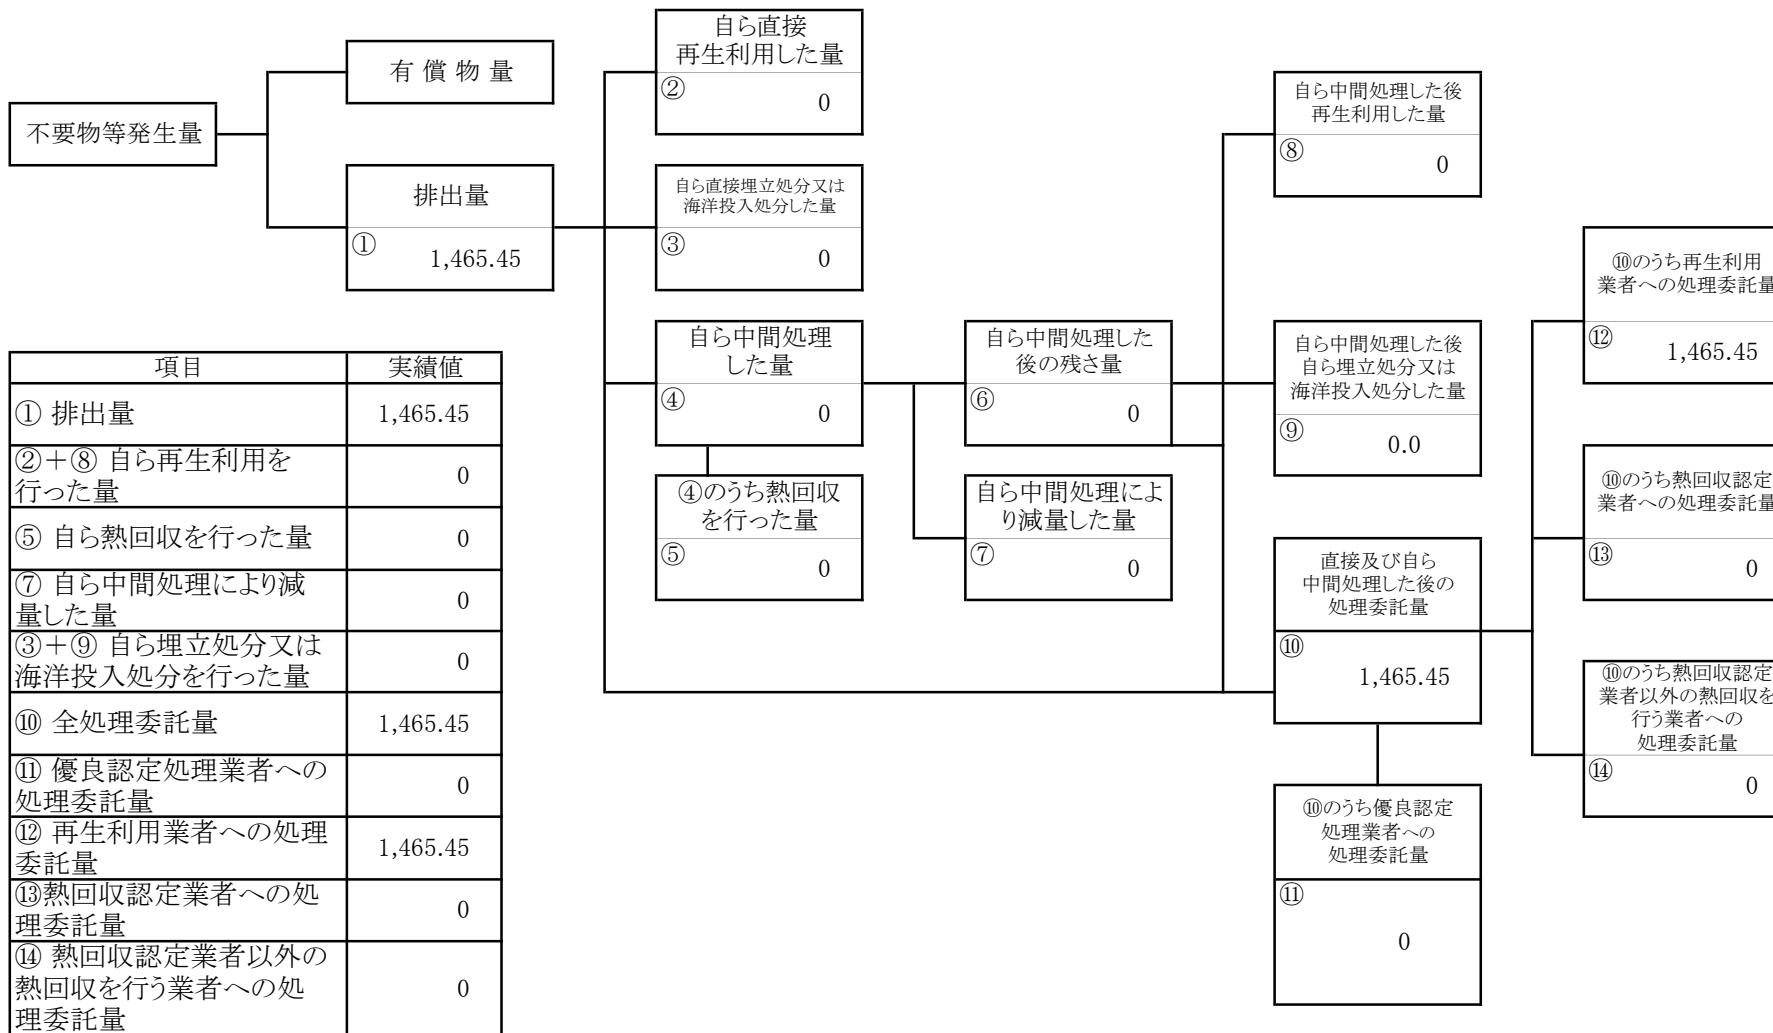 不要物等発生量
有 償 物 量
排出量
①
1,465.45
自ら直接
再生利用した量
②
0
自ら直接埋立処分又は
海洋投入処分した量
③
0
自ら中間処理
した量
④
0
④のうち熱回収
を行った量
⑤
0
自ら中間処理した
後の残さ量
⑥
0
自ら中間処理によ
り減量した量
⑦
0
自ら中間処理した後
再生利用した量
⑧
0
自ら中間処理した後
自ら埋立処分又は
海洋投入処分した量
⑨
0.0
直接及び自ら
中間処理した後の
処理委託量
⑩
1,465.45
⑩のうち優良認定
処理業者への
処理委託量
⑪
0
⑩のうち再生利用
業者への処理委託量
⑫
1,465.45
⑩のうち熱回収認定
業者への処理委託量
⑬
0
⑩のうち熱回収認定
業者以外の熱回収を
行う業者への
処理委託量
⑭
0
項目 実績値
① 排出量 1,465.45
②＋⑧ 自ら再生利用を
行った量 0
⑤ 自ら熱回収を行った量 0
⑦ 自ら中間処理により減
量した量 0
③＋⑨ 自ら埋立処分又は
海洋投入処分を行った量 0
⑩ 全処理委託量 1,465.45
⑪ 優良認定処理業者への
処理委託量 0
⑫ 再生利用業者への処理
委託量 1,465.45
⑬熱回収認定業者への処
理委託量 0
⑭ 熱回収認定業者以外の
熱回収を行う業者への処
理委託量 0